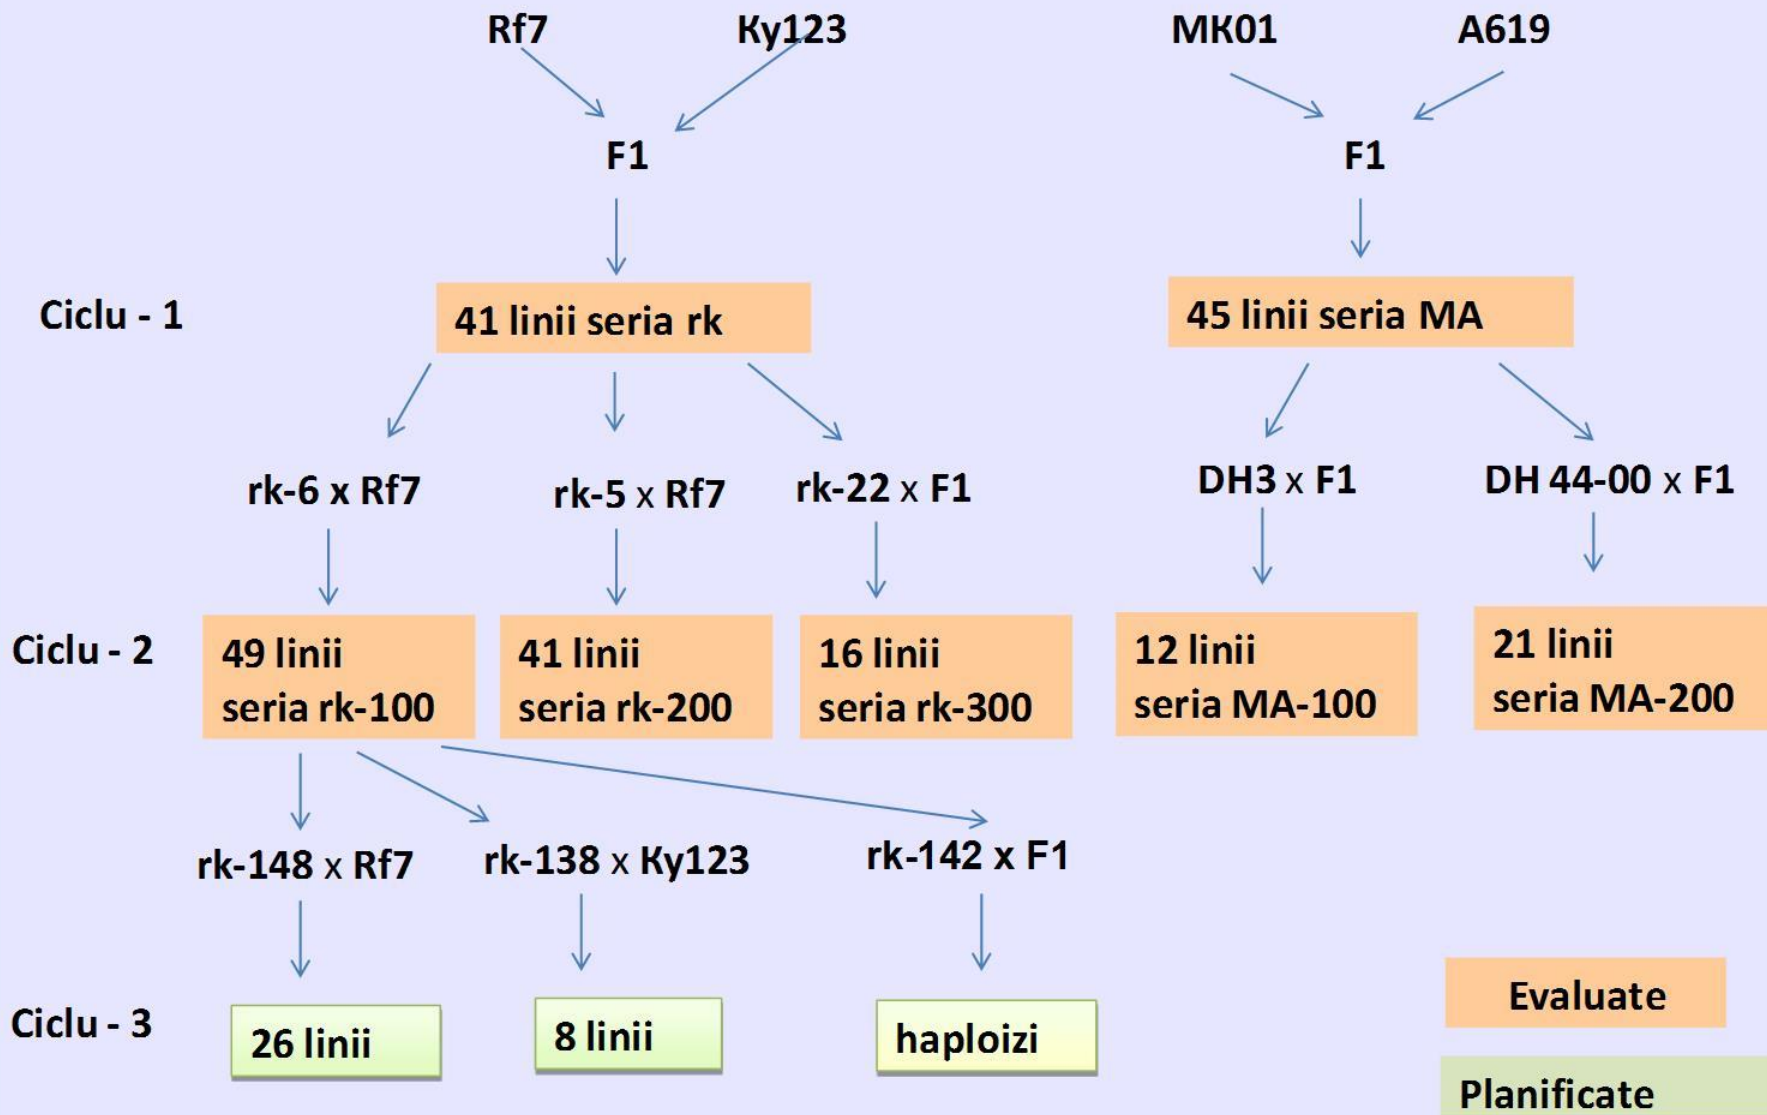 Rf7 Ky123 MK01 A619
F1 F1
Ciclu - 1 41 linii seria rk 45 linii seria MA
rk-6 x Rf7 rk-5 x Rf7 rk-22 x F1 DH3 x F1 DH 44-00 x F1
Ciclu - 2
49 linii
seria rk-100
41 linii
seria rk-200
16 linii
seria rk-300
12 linii
seria MA-100
21 linii
seria MA-200
rk-148 x Rf7 rk-138 x Ky123 rk-142 x F1
Ciclu - 3 26 linii 8 linii haploizi
Evaluate
Planificate